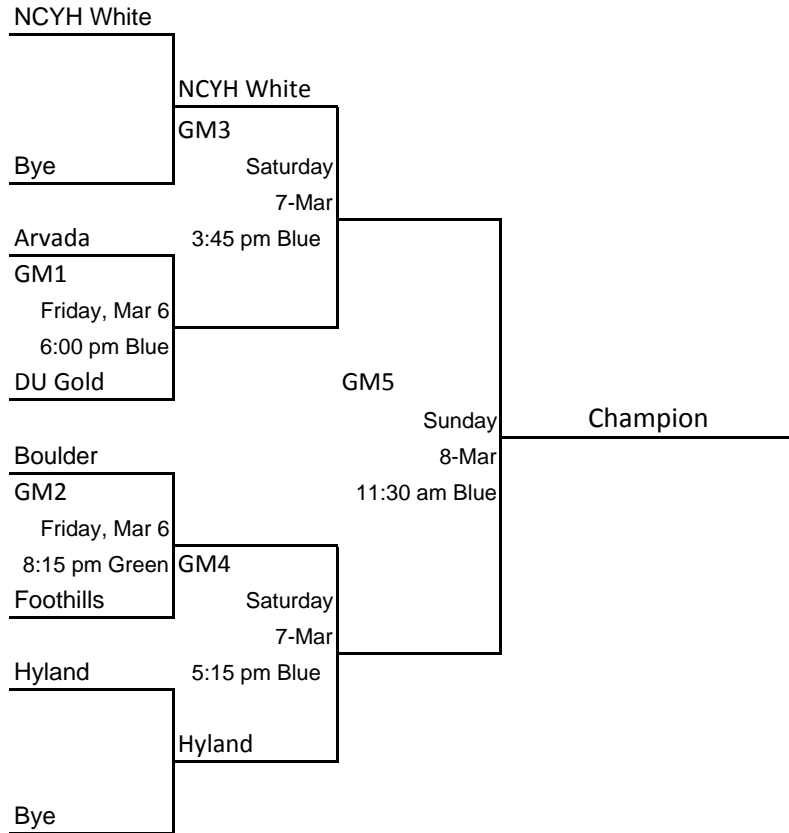 NCYH White
NCYH White
GM3
Bye
Saturday
7-Mar
Arvada
3:45 pm Blue
GM1
Friday, Mar 6
6:00 pm Blue
DU Gold
GM5
Sunday
Champion
Boulder
8-Mar
GM2
11:30 am Blue
Friday, Mar 6
8:15 pm Green
GM4
Foothills
Saturday
7-Mar
Hyland
5:15 pm Blue
Hyland
Bye